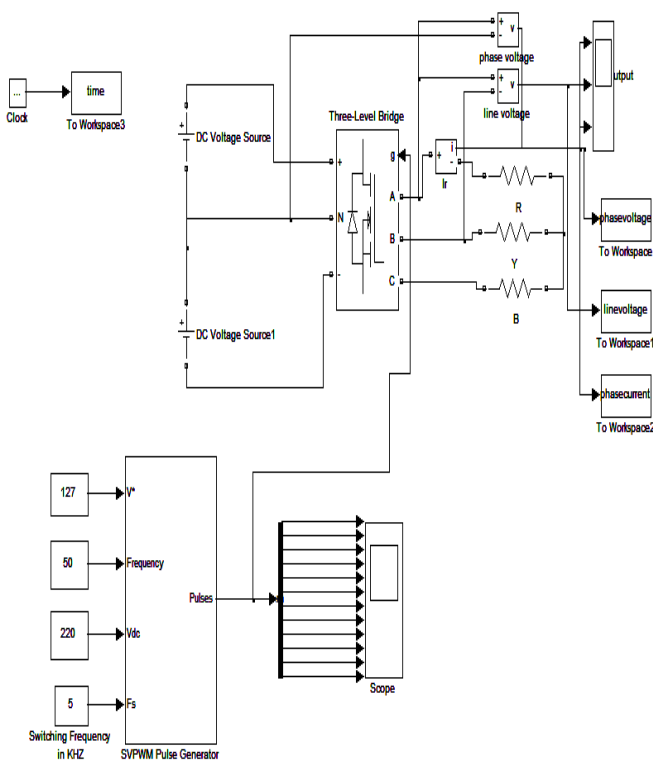 phase voltage
+
-
v
line voltage
+
-
v
utput
...
Clock
time
To Workspace3
+
DC Voltage Source
Three-Level Bridge
+
N
-
g
A
B
C
+
i
-
Ir
R
Y
B
phasevoltage
To Workspace
linevoltage
To Workspace1
phasecurrent
To Workspace2
+
DC Voltage Source1
127
50
220
5
Switching Frequency
in KHZ
V*
Frequency
Vdc
Fs
Pulses
SVPWM Pulse Generator
Scope